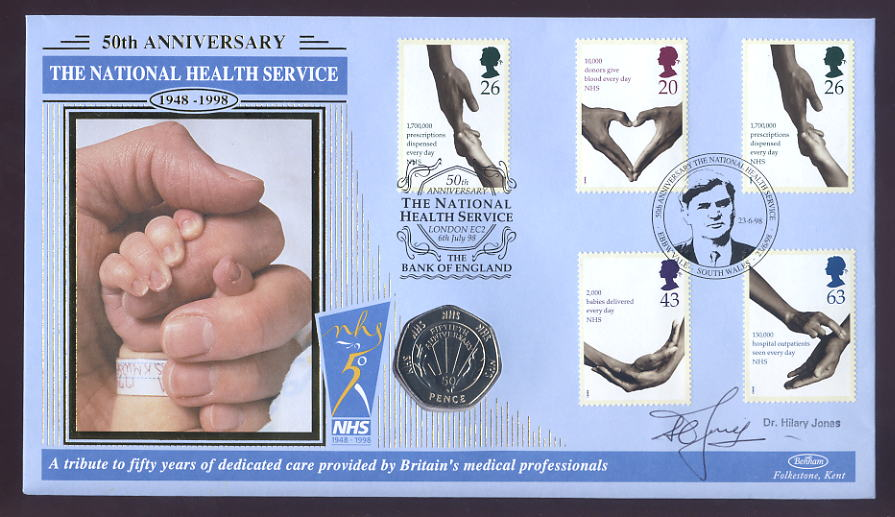 50th ANNIVERSARY
THE NATIONAL HEALTH SERVICE
1948 - 1998
26
1,700,000
prescriptions
dispensed
every day
NHS
10,000
donors give
blood every day
NHS
20
26
1,700,000
prescriptions
dispensed
every day
NHS
50th
ANNIVERSARY
THE NATIONAL
HEALTH SERVICE
LONDON EC2
6th July 98
THE
BANK OF ENGLAND
50th ANNIVERSARY THE NATIONAL HEALTH SERVICE
23-6-98
EBBW VALE - SOUTH WALES - 23/6/98
2,000
babies delivered
every day
NHS
43
63
130,000
hospital outpatients
seen every day
NHS
nhs
50
NHS
1948 - 1998
NHS NHS NHS
FIFTIETH
ANNIVERSARY
50
PENCE
Dr. Hilary Jones
A tribute to fifty years of dedicated care provided by Britain's medical professionals
Benham
Folkestone, Kent